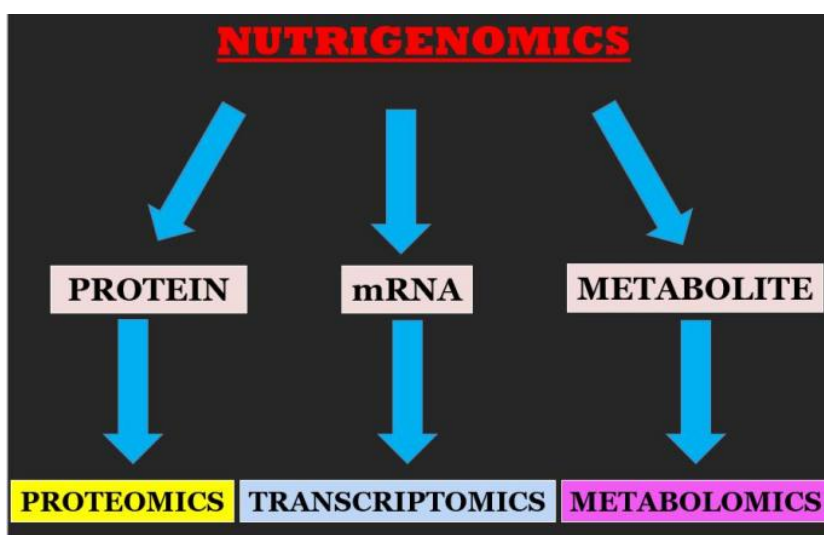 NUTRIGENOMICS
PROTEIN
mRNA
METABOLITE
PROTEOMICS
TRANSCRIPTOMICS
METABOLOMICS